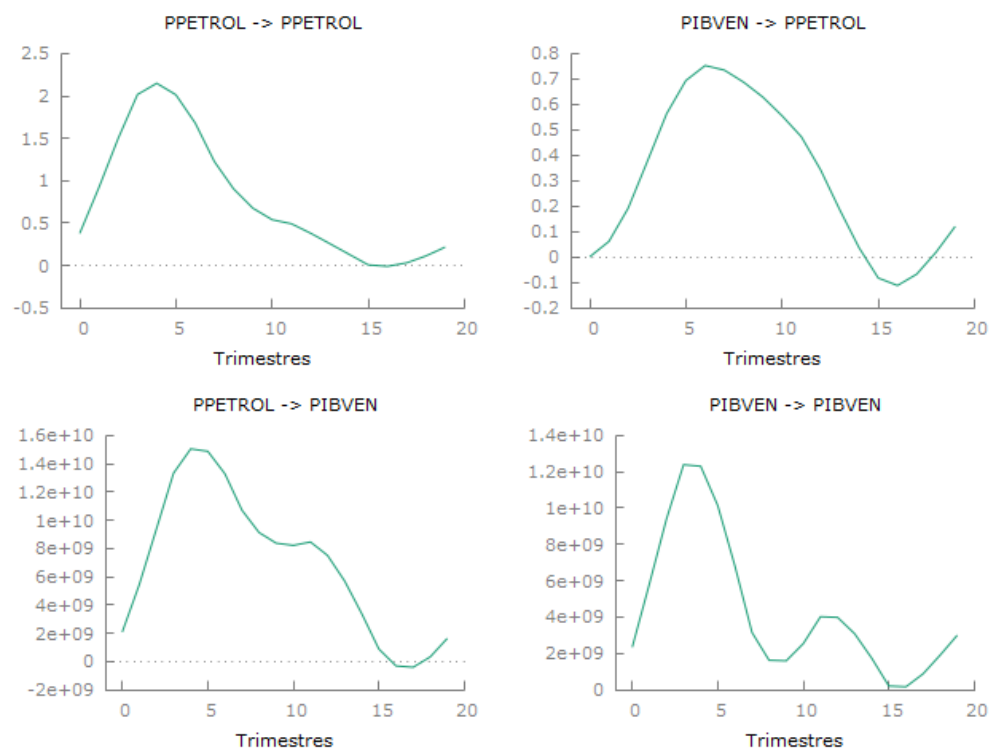 PPETROL -> PPETROL
2.5
2
1.5
1
0.5
0
-0.5
0 5 10 15 20
Trimestres
PIBVEN -> PPETROL
0.8
0.7
0.6
0.5
0.4
0.3
0.2
0.1
0
-0.1
-0.2
0 5 10 15 20
Trimestres
PPETROL -> PIBVEN
1.6e+10
1.4e+10
1.2e+10
1e+10
8e+09
6e+09
4e+09
2e+09
0
-2e+09
0 5 10 15 20
Trimestres
PIBVEN -> PIBVEN
1.4e+10
1.2e+10
1e+10
8e+09
6e+09
4e+09
2e+09
0
0 5 10 15 20
Trimestres